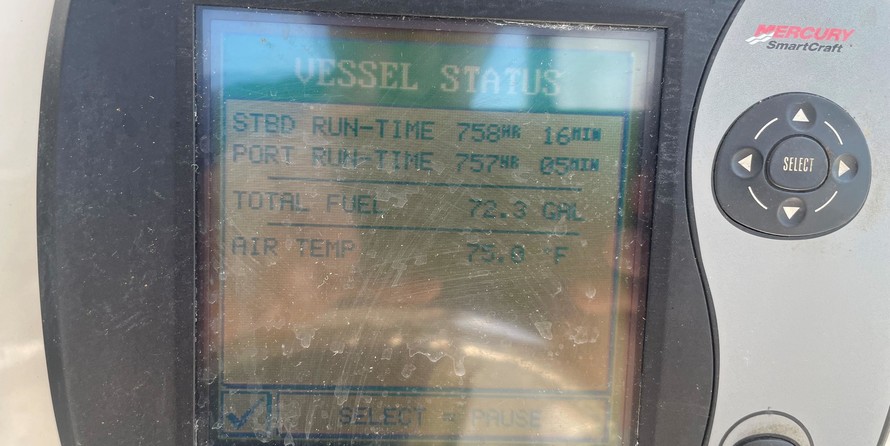 MERCURY
SmartCraft
VESSEL STATUS
STBD RUN-TIME 758HR 16MIN
PORT RUN-TIME 757HR 05MIN
TOTAL FUEL 72.3 GAL
AIR TEMP 75.0 °F
SELECT = PAUSE
SELECT